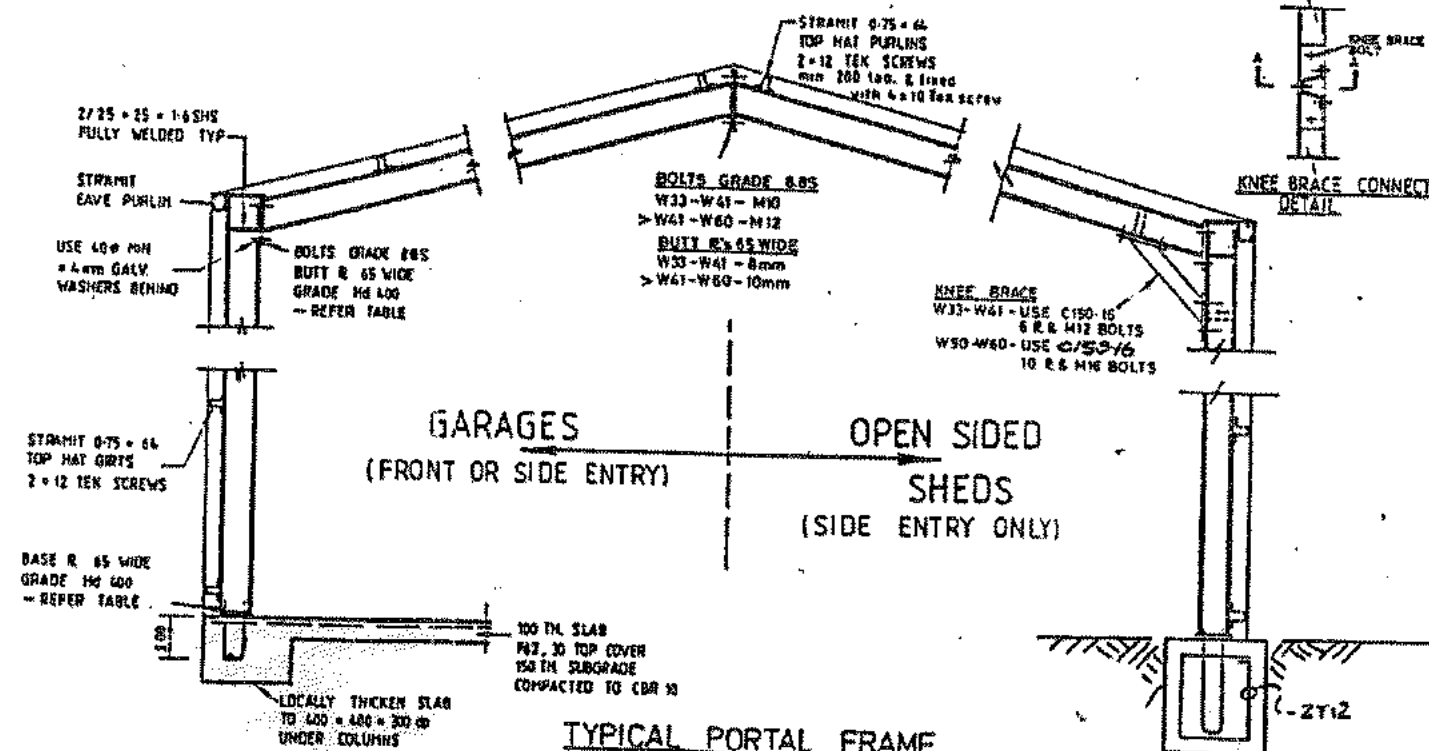 STRAMIT 0·75 × 64
TOP HAT PURLINS
2×12 TEK SCREWS
min 200 lap. & fixed
with 4×10 Tex screw
KNEE BRACE
BOLT
A
KNEE BRACE CONNECT
DETAIL
2/25 × 25 × 1·6 SHS
FULLY WELDED TYP
STRAMIT
EAVE PURLIN
USE 40ø MIN
× 4mm GALV.
WASHERS BEHIND
BOLTS GRADE 8·8S
BUTT ℞ 65 WIDE
GRADE Hd 400
– REFER TABLE
BOLTS GRADE 8.8S
W33–W41 – M10
>W41–W60 – M12
BUTT ℞s 65 WIDE
W33–W41 – 8mm
>W41–W60 – 10mm
KNEE BRACE
W33–W41 – USE C150·15
6 ℞ & M12 BOLTS
W50–W60 – USE C150·16
10 ℞ & M16 BOLTS
GARAGES
(FRONT OR SIDE ENTRY)
OPEN SIDED
SHEDS
(SIDE ENTRY ONLY)
STRAMIT 0·75 × 64
TOP HAT GIRTS
2×12 TEK SCREWS
BASE ℞ 65 WIDE
GRADE Hd 400
– REFER TABLE
100 TH. SLAB
F62, 30 TOP COVER
150 TH. SUBGRADE
COMPACTED TO CBR 10
LOCALLY THICKEN SLAB
TO 400 × 400 × 300 dp
UNDER COLUMNS
-2Y12
TYPICAL PORTAL FRAME